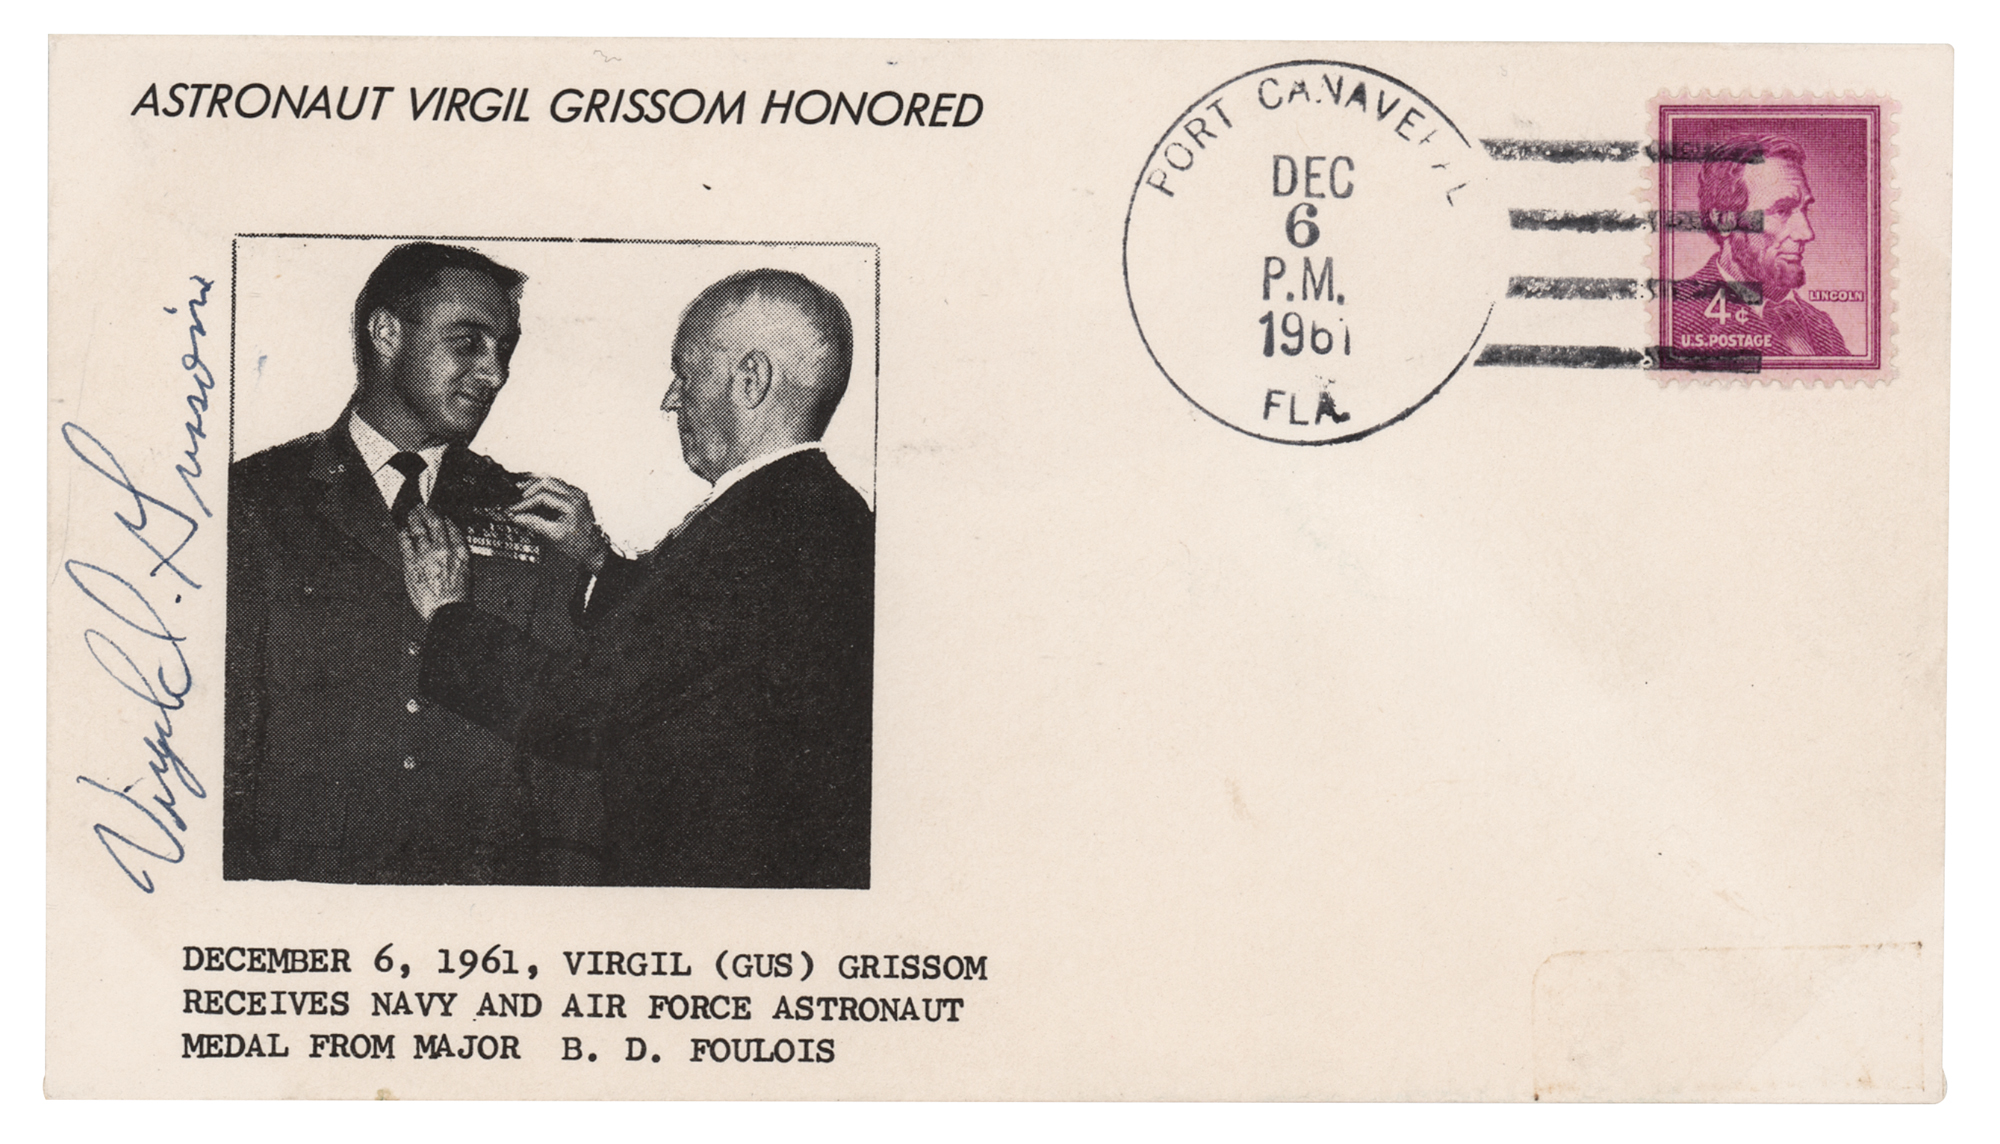 ASTRONAUT VIRGIL GRISSOM HONORED
PORT CANAVERAL
DEC
6
P.M.
1961
FLA.
LINCOLN
4¢
U.S. POSTAGE
Virgil I. Grissom
DECEMBER 6, 1961, VIRGIL (GUS) GRISSOM
RECEIVES NAVY AND AIR FORCE ASTRONAUT
MEDAL FROM MAJOR B. D. FOULOIS